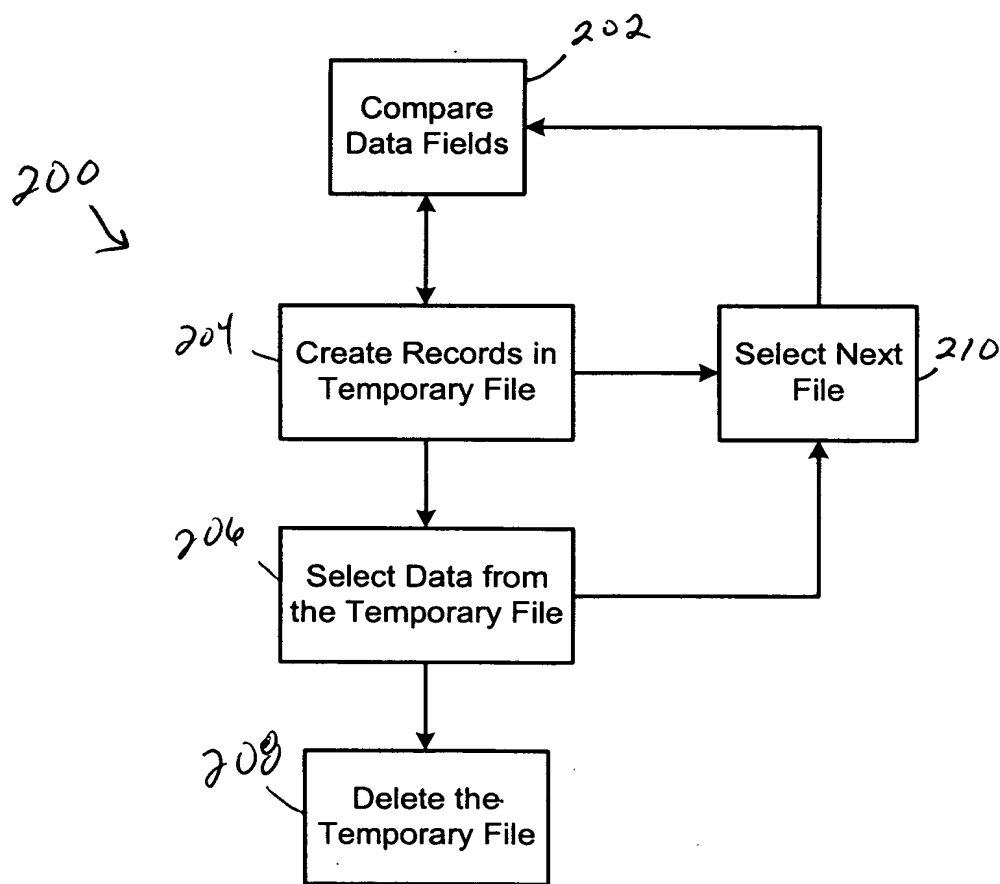 202
Compare
Data Fields
200
204
Create Records in
Temporary File
Select Next
File
210
206
Select Data from
the Temporary File
208
Delete the
Temporary File